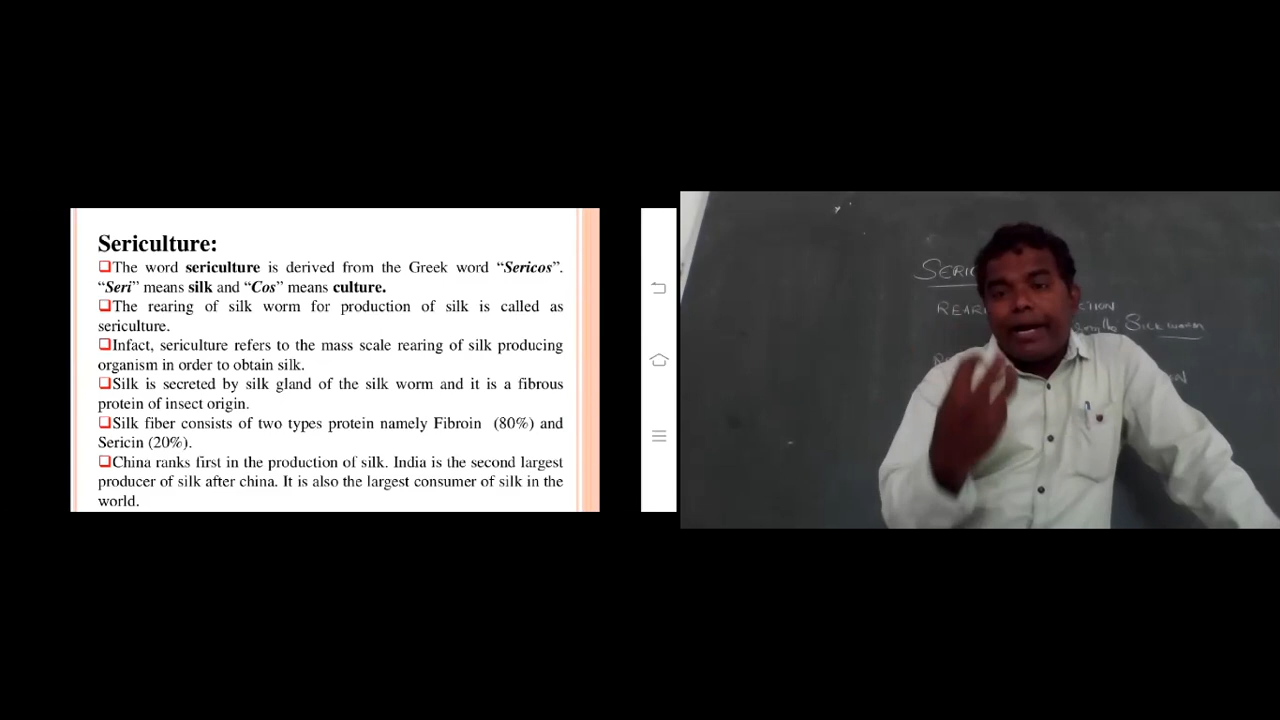 Sericulture:
❑The word sericulture is derived from the Greek word “Sericos”.
“Seri” means silk and “Cos” means culture.
❑The rearing of silk worm for production of silk is called as
sericulture.
❑Infact, sericulture refers to the mass scale rearing of silk producing
organism in order to obtain silk.
❑Silk is secreted by silk gland of the silk worm and it is a fibrous
protein of insect origin.
❑Silk fiber consists of two types protein namely Fibroin (80%) and
Sericin (20%).
❑China ranks first in the production of silk. India is the second largest
producer of silk after china. It is also the largest consumer of silk in the
world.
SILK WORM